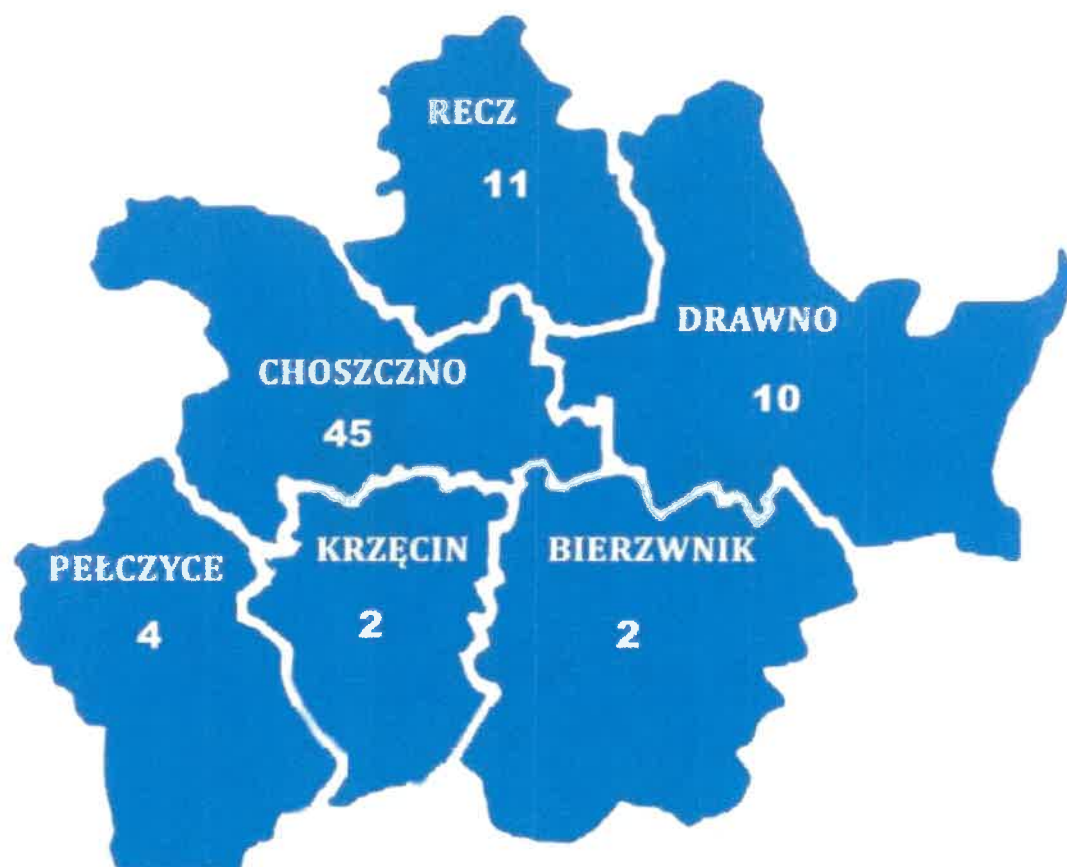 RECZ
11
DRAWNO
10
CHOSZCZNO
45
PEŁCZYCE
4
KRZĘCIN
2
BIERZWNIK
2